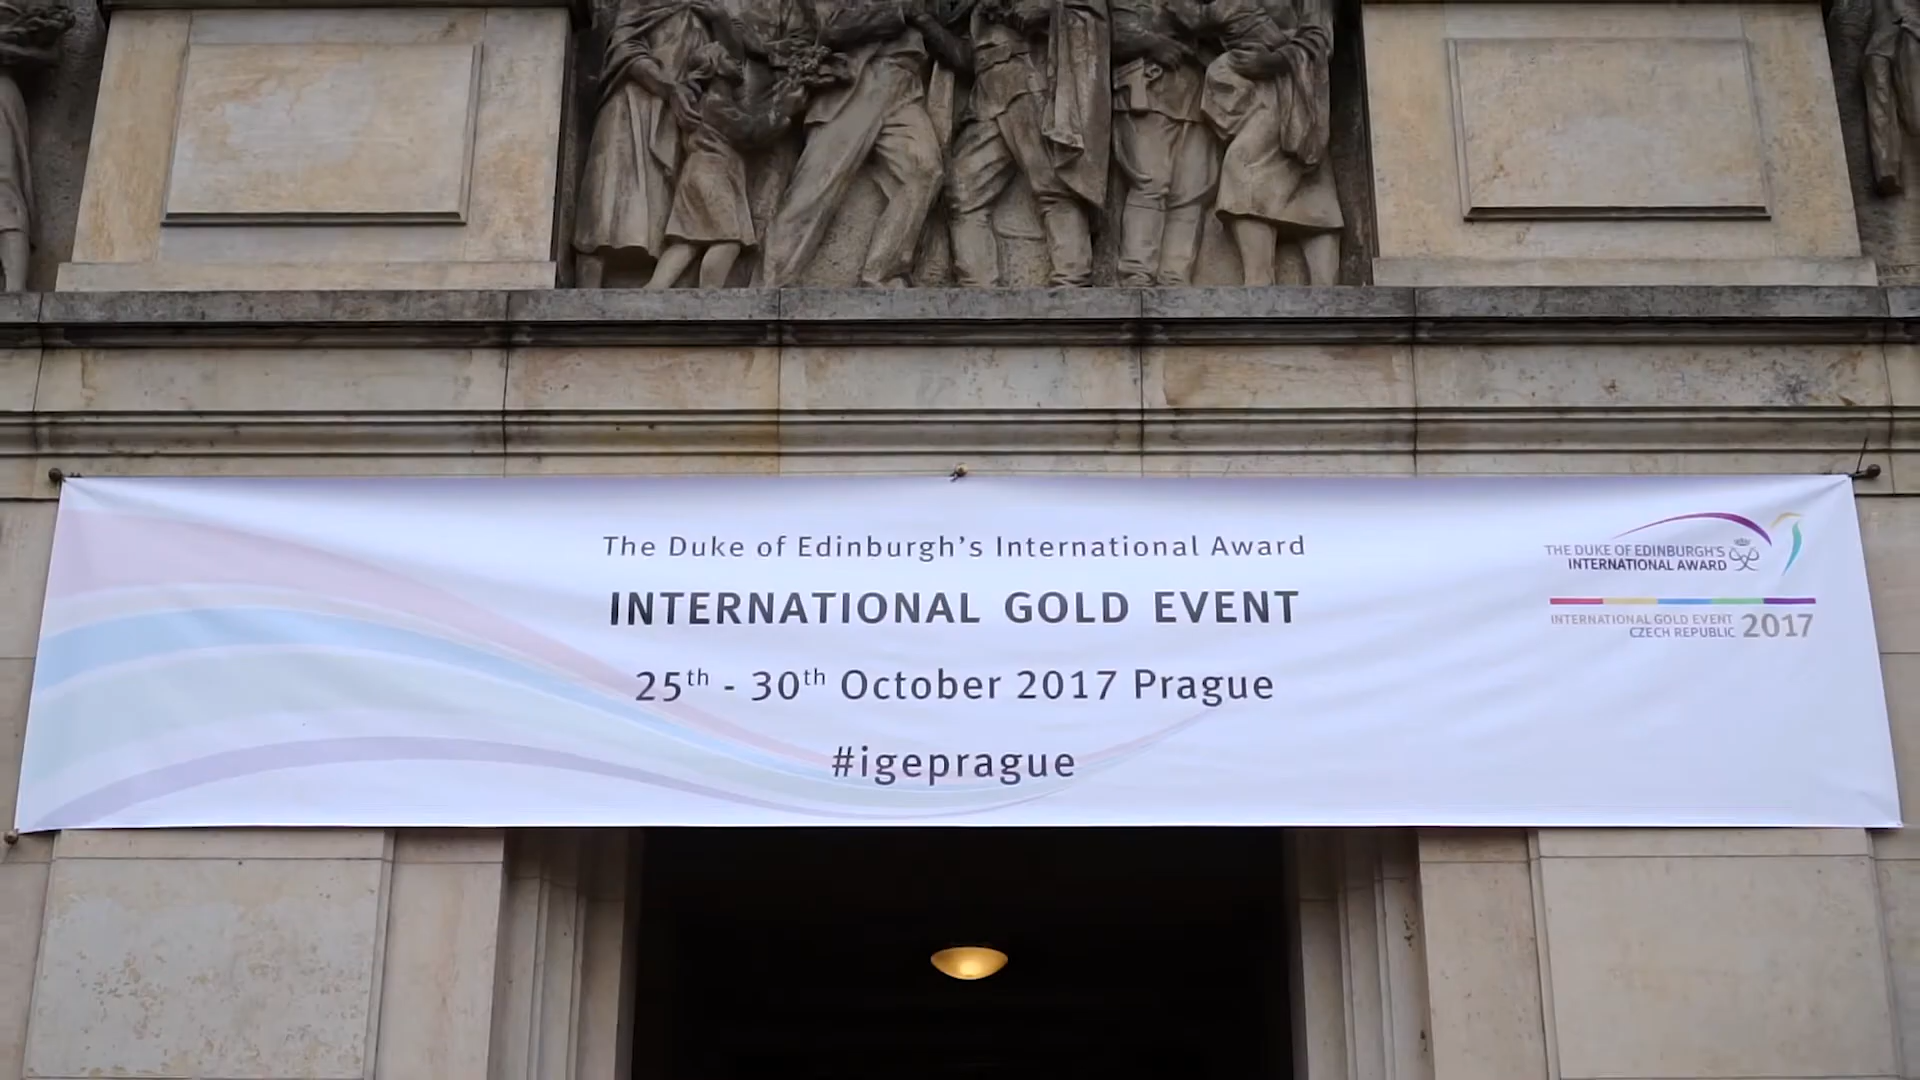 The Duke of Edinburgh's International Award
INTERNATIONAL GOLD EVENT
25th - 30th October 2017 Prague
#igeprague
THE DUKE OF EDINBURGH'S
INTERNATIONAL AWARD
INTERNATIONAL GOLD EVENT
CZECH REPUBLIC 2017